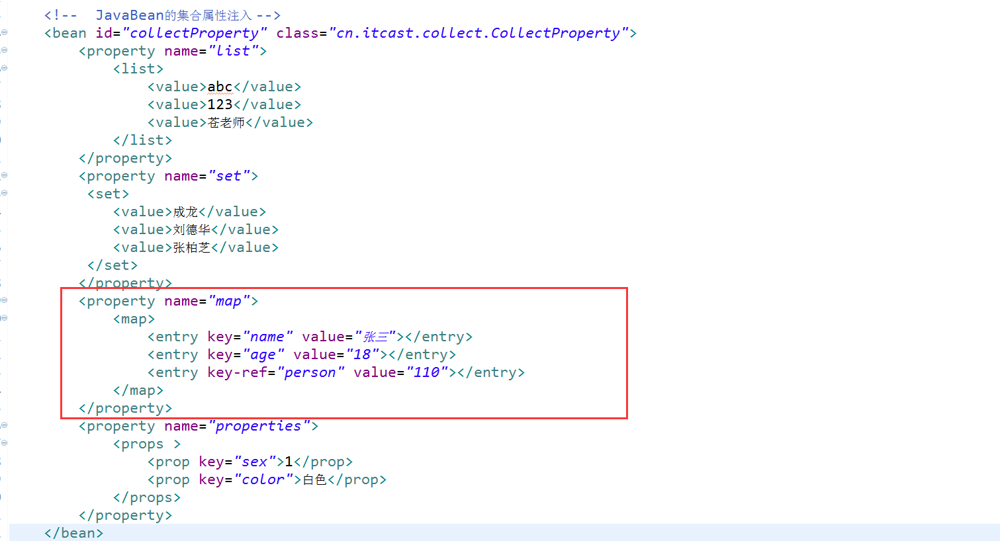 <!--  JavaBean的集合属性注入 -->
<bean id="collectProperty" class="cn.itcast.collect.CollectProperty">
    <property name="list">
        <list>
            <value>abc</value>
            <value>123</value>
            <value>苍老师</value>
        </list>
    </property>
    <property name="set">
     <set>
        <value>成龙</value>
        <value>刘德华</value>
        <value>张柏芝</value>
     </set>
    </property>
    <property name="map">
        <map>
            <entry key="name" value="张三"></entry>
            <entry key="age" value="18"></entry>
            <entry key-ref="person" value="110"></entry>
        </map>
    </property>
    <property name="properties">
        <props >
            <prop key="sex">1</prop>
            <prop key="color">白色</prop>
        </props>
    </property>
</bean>